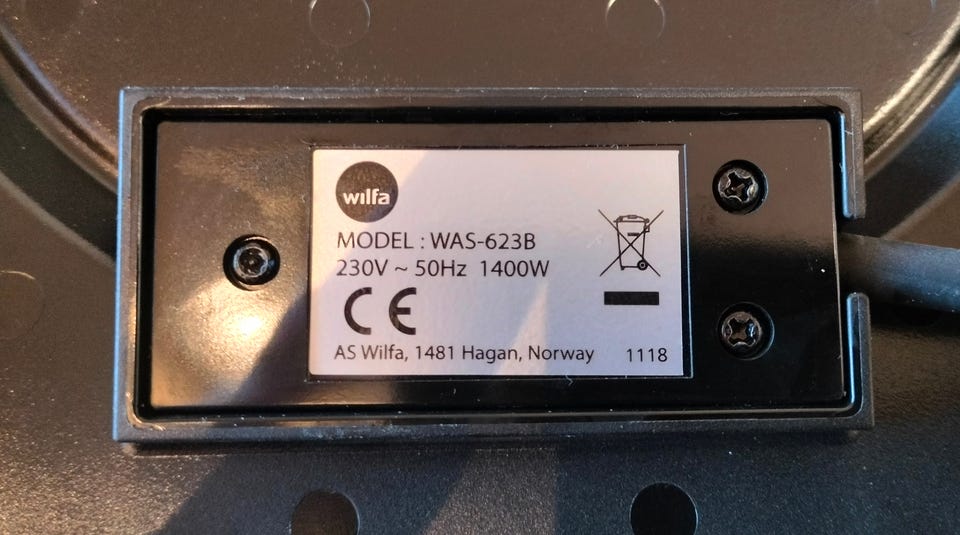 wilfa
MODEL : WAS-623B
230V ~ 50Hz 1400W
CE
AS Wilfa, 1481 Hagan, Norway 1118